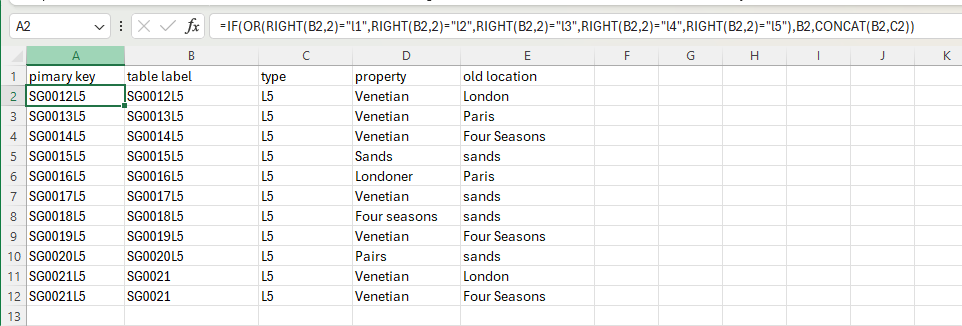 A2 fx =IF(OR(RIGHT(B2,2)="l1",RIGHT(B2,2)="l2",RIGHT(B2,2)="l3",RIGHT(B2,2)="l4",RIGHT(B2,2)="l5"),B2,CONCAT(B2,C2))
A B C D E F G H I J K
1 pimary key table label type property old location
2 SG0012L5 SG0012L5 L5 Venetian London
3 SG0013L5 SG0013L5 L5 Venetian Paris
4 SG0014L5 SG0014L5 L5 Venetian Four Seasons
5 SG0015L5 SG0015L5 L5 Sands sands
6 SG0016L5 SG0016L5 L5 Londoner Paris
7 SG0017L5 SG0017L5 L5 Venetian sands
8 SG0018L5 SG0018L5 L5 Four seasons sands
9 SG0019L5 SG0019L5 L5 Venetian Four Seasons
10 SG0020L5 SG0020L5 L5 Pairs sands
11 SG0021L5 SG0021 L5 Venetian London
12 SG0021L5 SG0021 L5 Venetian Four Seasons
13